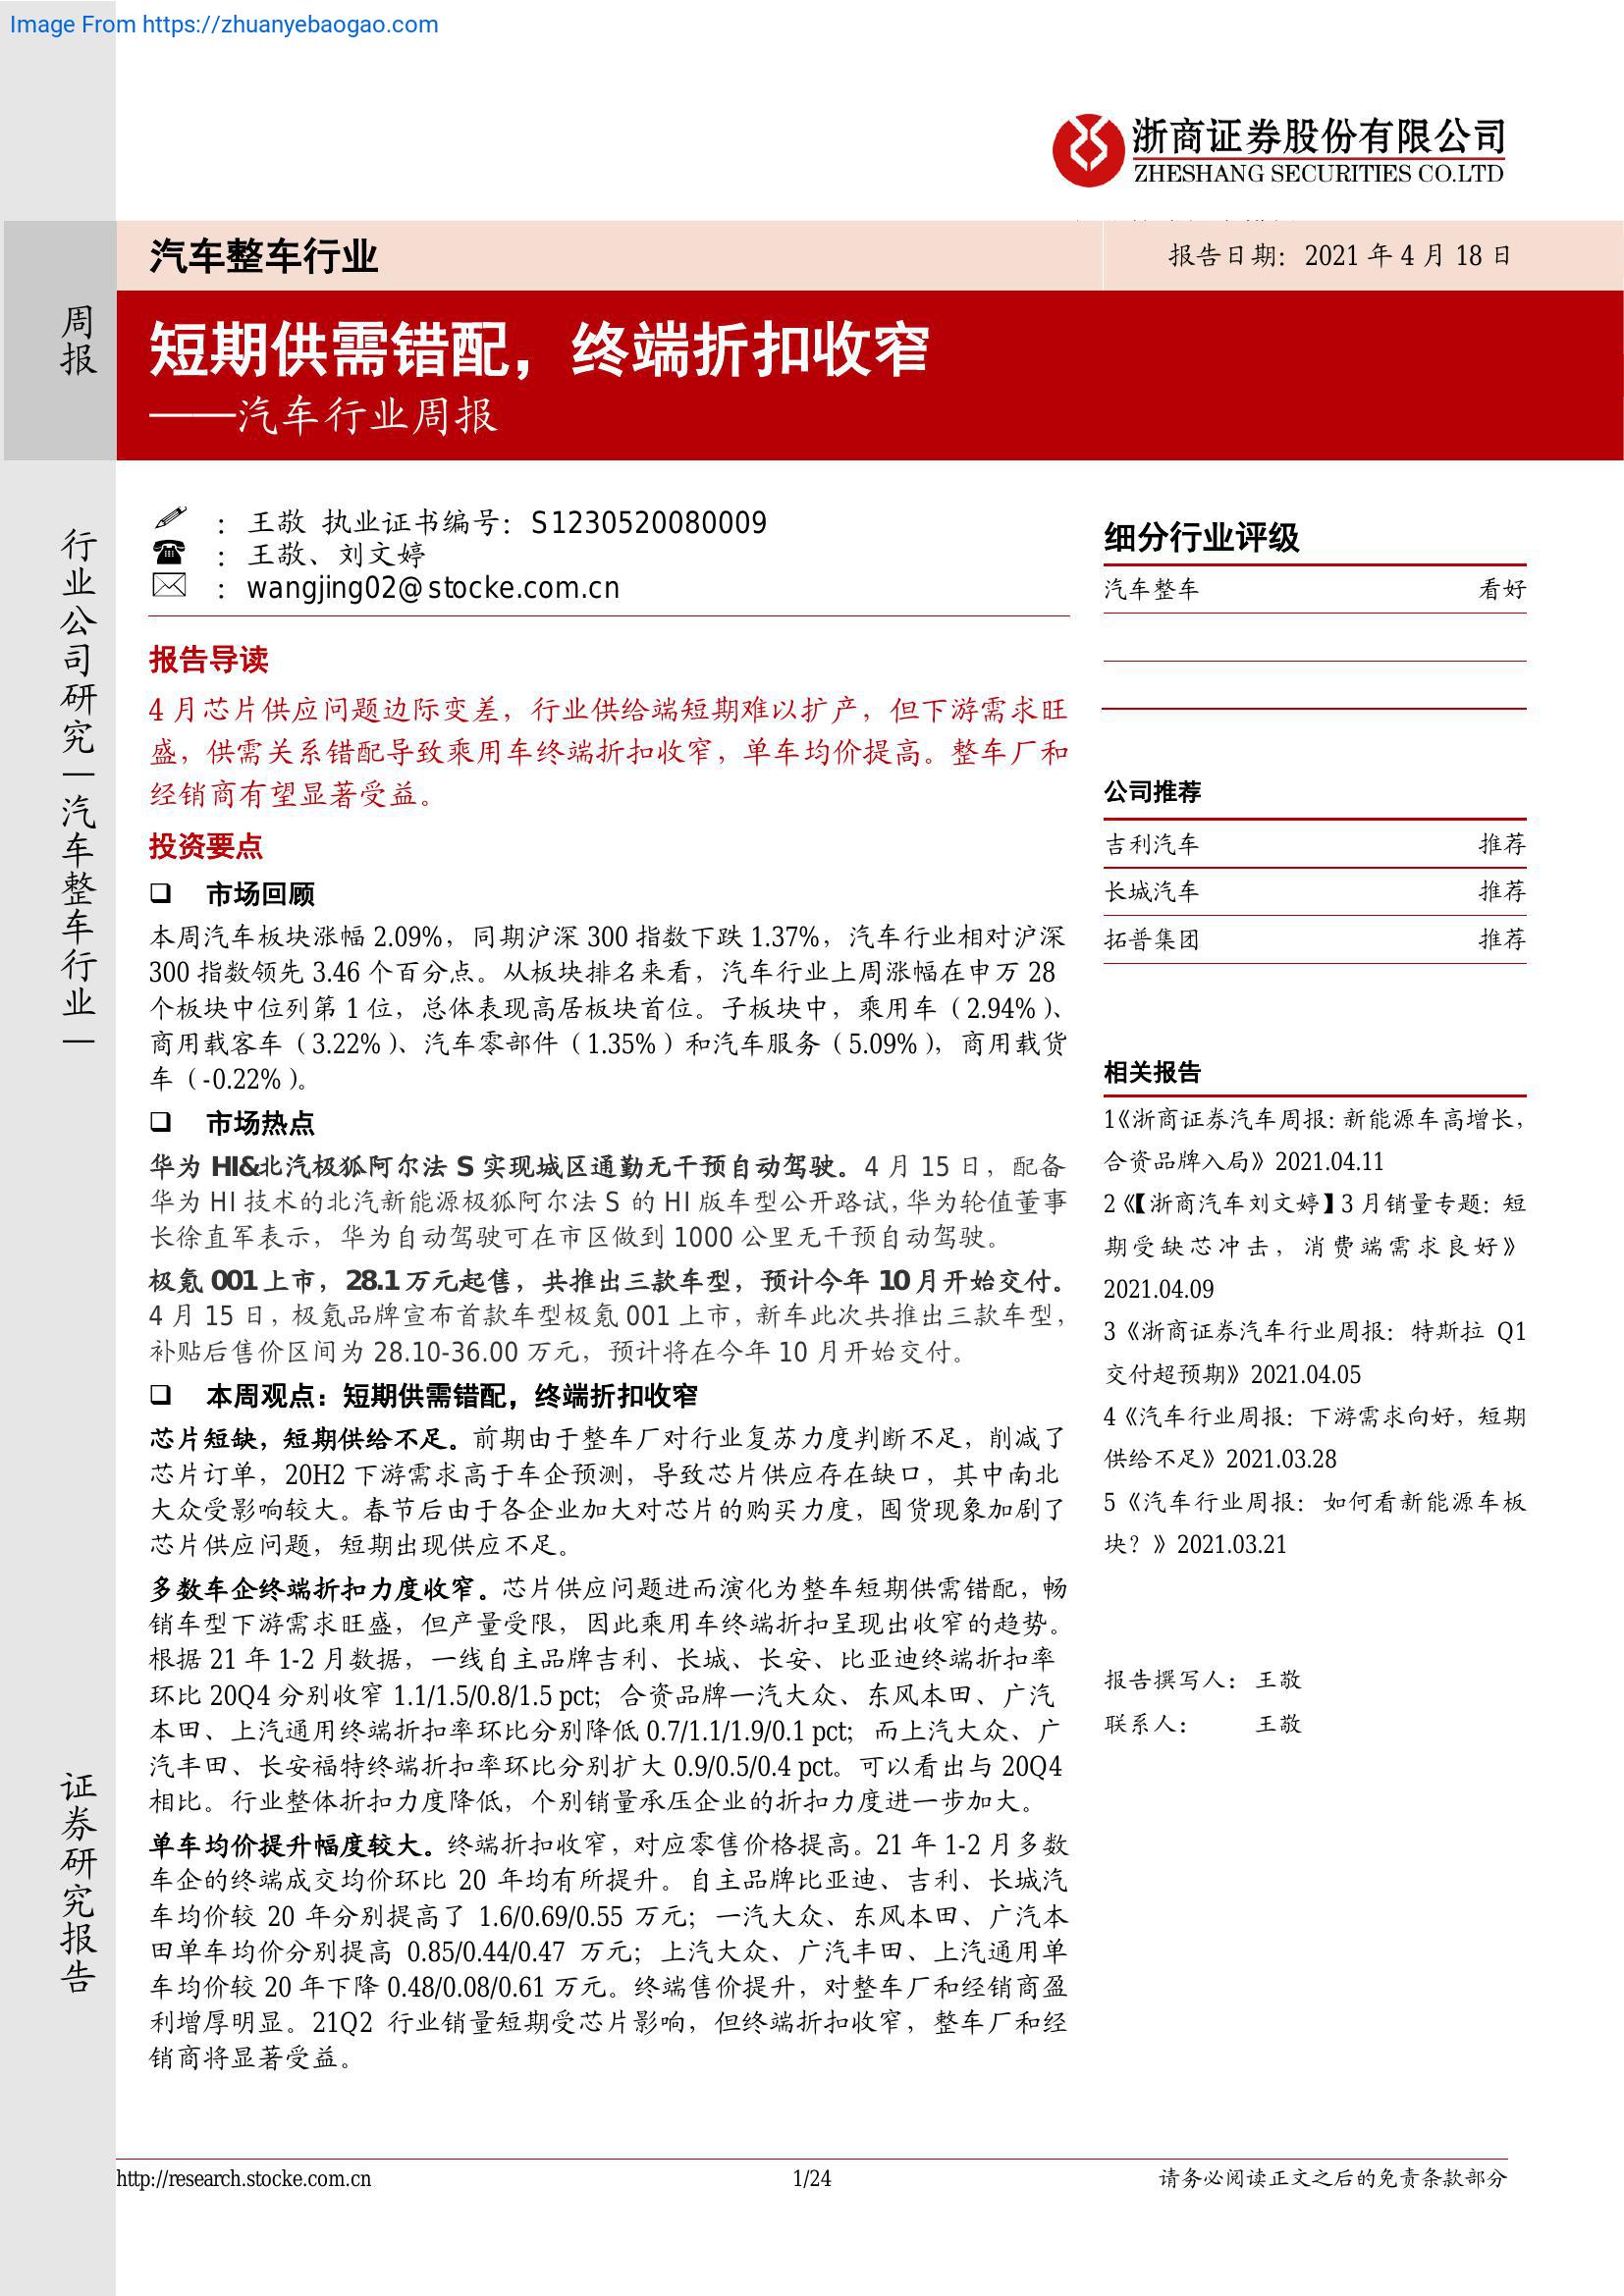 Image From https://zhuanyebaogao.com
浙商证券股份有限公司
ZHESHANG SECURITIES CO.LTD
汽车整车行业
报告日期：2021 年 4 月 18 日
周报
短期供需错配，终端折扣收窄
——汽车行业周报
行业公司研究|汽车整车行业|
证券研究报告
：王敬 执业证书编号：S1230520080009
：王敬、刘文婷
：wangjing02@stocke.com.cn
报告导读
4 月芯片供应问题边际变差，行业供给端短期难以扩产，但下游需求旺
盛，供需关系错配导致乘用车终端折扣收窄，单车均价提高。整车厂和
经销商有望显著受益。
投资要点
❑ 市场回顾
本周汽车板块涨幅 2.09%，同期沪深 300 指数下跌 1.37%，汽车行业相对沪深
300 指数领先 3.46 个百分点。从板块排名来看，汽车行业上周涨幅在申万 28
个板块中位列第 1 位，总体表现高居板块首位。子板块中，乘用车（2.94%）、
商用载客车（3.22%）、汽车零部件（1.35%）和汽车服务（5.09%），商用载货
车（-0.22%）。
❑ 市场热点
华为 HI&北汽极狐阿尔法 S 实现城区通勤无干预自动驾驶。4 月 15 日，配备
华为 HI 技术的北汽新能源极狐阿尔法 S 的 HI 版车型公开路试，华为轮值董事
长徐直军表示，华为自动驾驶可在市区做到 1000 公里无干预自动驾驶。
极氪 001 上市，28.1 万元起售，共推出三款车型，预计今年 10 月开始交付。
4 月 15 日，极氪品牌宣布首款车型极氪 001 上市，新车此次共推出三款车型，
补贴后售价区间为 28.10-36.00 万元，预计将在今年 10 月开始交付。
❑ 本周观点：短期供需错配，终端折扣收窄
芯片短缺，短期供给不足。前期由于整车厂对行业复苏力度判断不足，削减了
芯片订单，20H2 下游需求高于车企预测，导致芯片供应存在缺口，其中南北
大众受影响较大。春节后由于各企业加大对芯片的购买力度，囤货现象加剧了
芯片供应问题，短期出现供应不足。
多数车企终端折扣力度收窄。芯片供应问题进而演化为整车短期供需错配，畅
销车型下游需求旺盛，但产量受限，因此乘用车终端折扣呈现出收窄的趋势。
根据 21 年 1-2 月数据，一线自主品牌吉利、长城、长安、比亚迪终端折扣率
环比 20Q4 分别收窄 1.1/1.5/0.8/1.5 pct；合资品牌一汽大众、东风本田、广汽
本田、上汽通用终端折扣率环比分别降低 0.7/1.1/1.9/0.1 pct；而上汽大众、广
汽丰田、长安福特终端折扣率环比分别扩大 0.9/0.5/0.4 pct。可以看出与 20Q4
相比。行业整体折扣力度降低，个别销量承压企业的折扣力度进一步加大。
单车均价提升幅度较大。终端折扣收窄，对应零售价格提高。21 年 1-2 月多数
车企的终端成交均价环比 20 年均有所提升。自主品牌比亚迪、吉利、长城汽
车均价较 20 年分别提高了 1.6/0.69/0.55 万元；一汽大众、东风本田、广汽本
田单车均价分别提高 0.85/0.44/0.47 万元；上汽大众、广汽丰田、上汽通用单
车均价较 20 年下降 0.48/0.08/0.61 万元。终端售价提升，对整车厂和经销商盈
利增厚明显。21Q2 行业销量短期受芯片影响，但终端折扣收窄，整车厂和经
销商将显著受益。
细分行业评级
汽车整车 看好
公司推荐
吉利汽车 推荐
长城汽车 推荐
拓普集团 推荐
相关报告
1《浙商证券汽车周报：新能源车高增长，
合资品牌入局》2021.04.11
2《【浙商汽车刘文婷】3 月销量专题：短
期受缺芯冲击，消费端需求良好》
2021.04.09
3《浙商证券汽车行业周报：特斯拉 Q1
交付超预期》2021.04.05
4《汽车行业周报：下游需求向好，短期
供给不足》2021.03.28
5《汽车行业周报：如何看新能源车板
块？》2021.03.21
报告撰写人：王敬
联系人： 王敬
http://research.stocke.com.cn
1/24
请务必阅读正文之后的免责条款部分